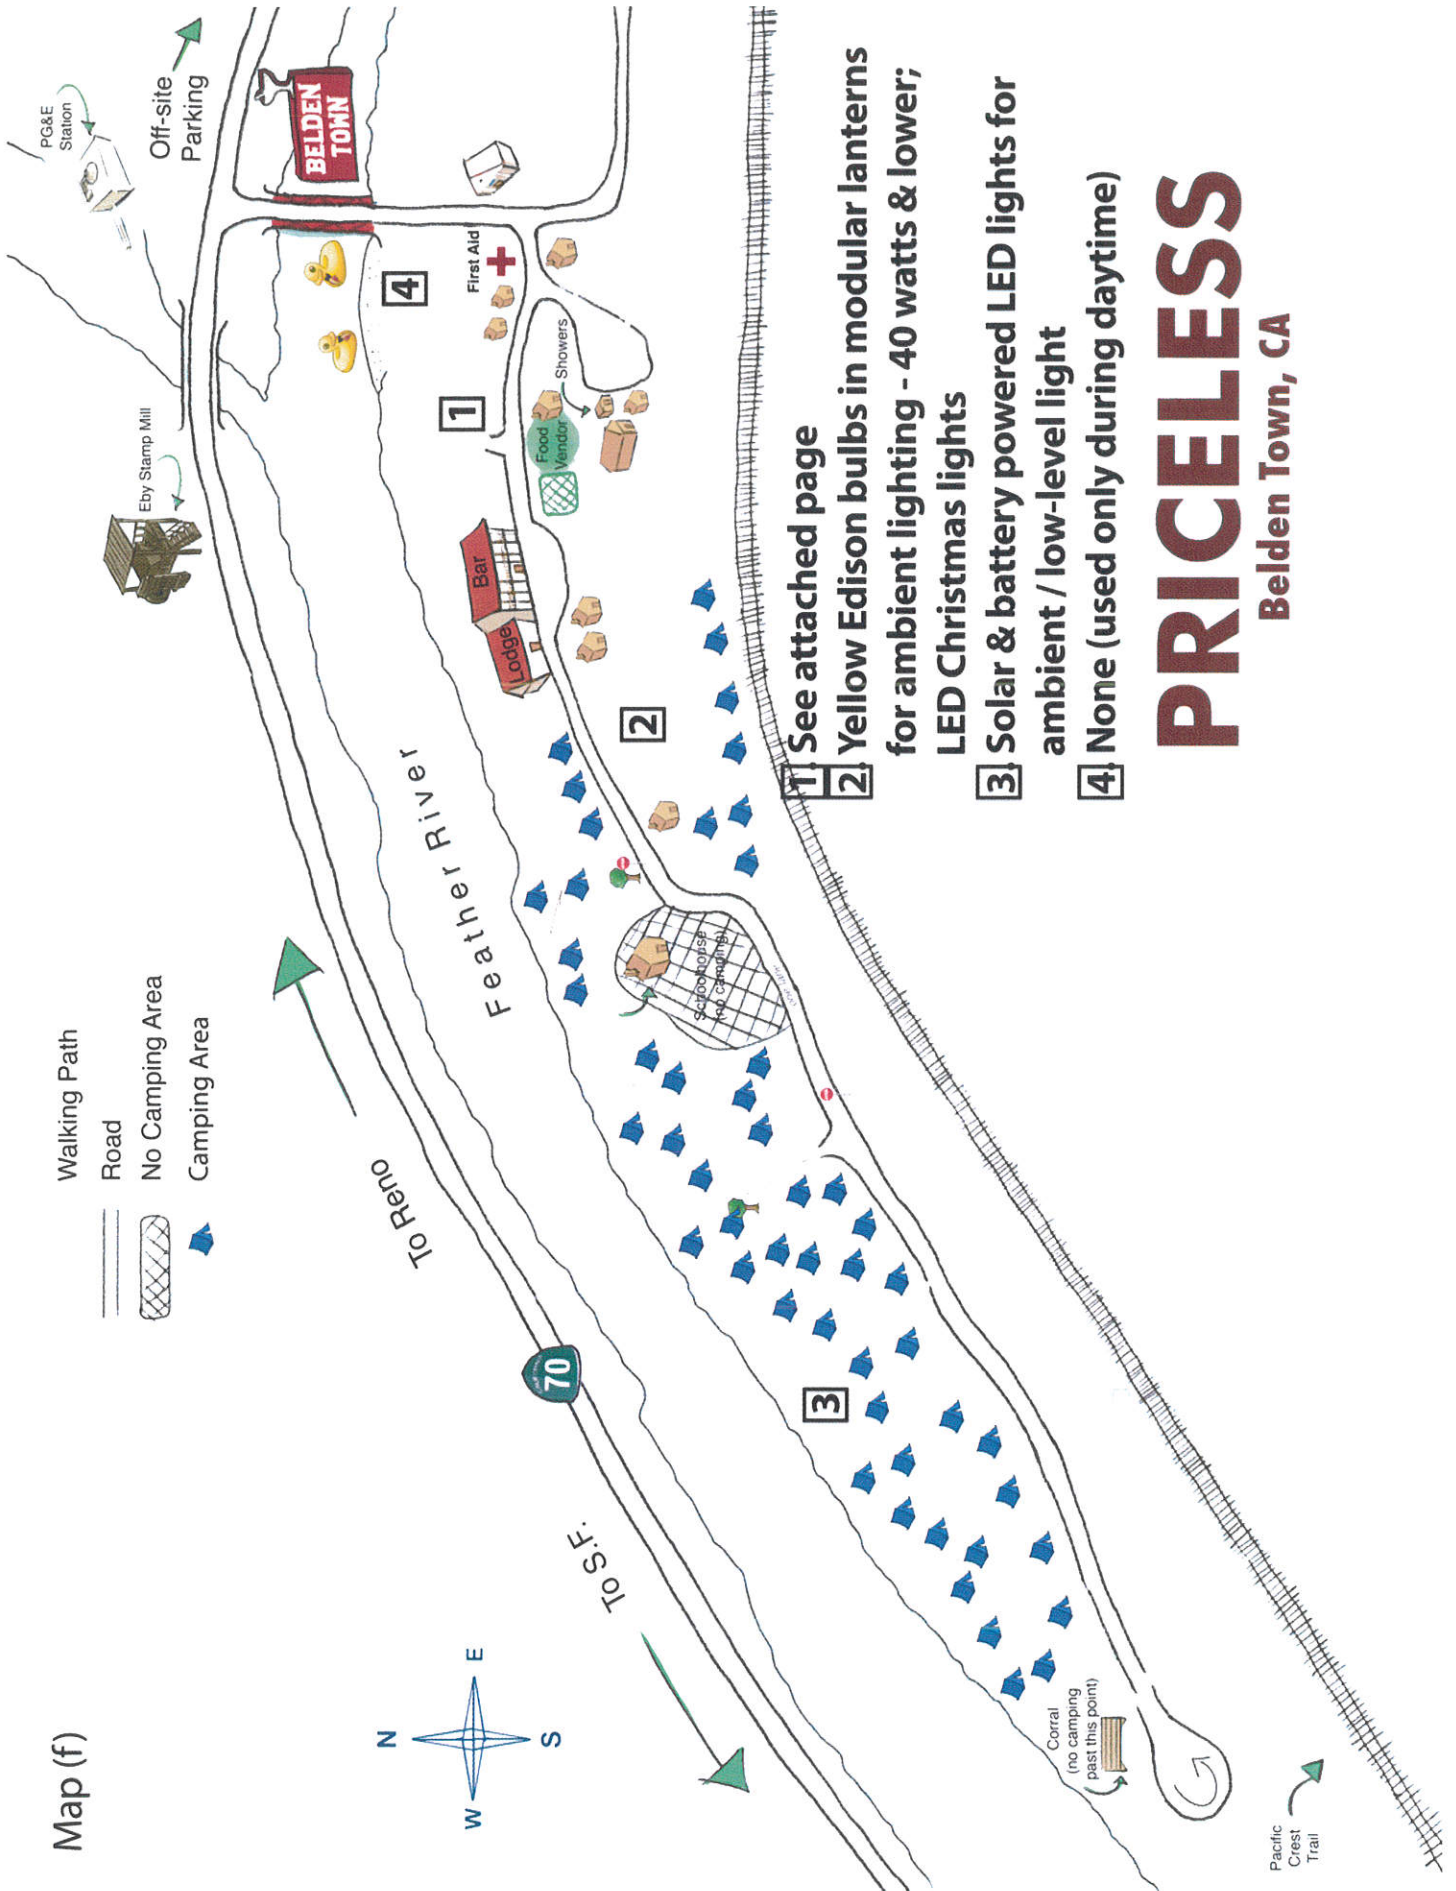 Map (f)
Walking Path
Road
No Camping Area
Camping Area
N
W
E
S
To Reno
To S.F.
70
Feather River
Eby Stamp Mill
PG&E
Station
Off-site
Parking
BELDEN
TOWN
4
First Aid
1
Showers
Food
Vendor
Bar
Lodge
2
Schoolhouse
(no camping)
3
Corral
(no camping
past this point)
Pacific
Crest
Trail
1. See attached page
2. Yellow Edison bulbs in modular lanterns
for ambient lighting - 40 watts & lower;
LED Christmas lights
3. Solar & battery powered LED lights for
ambient / low-level light
4. None (used only during daytime)
PRICELESS
Belden Town, CA